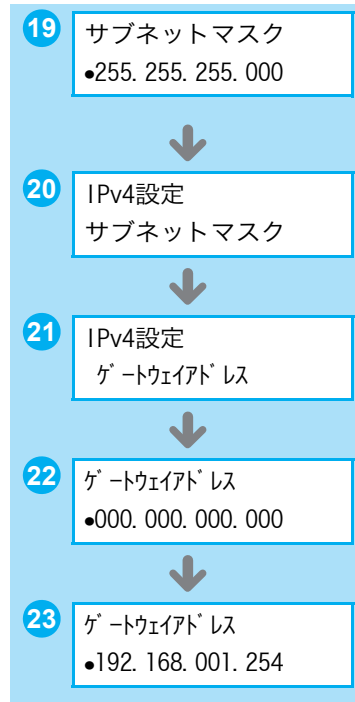 19
サブネットマスク
●255. 255. 255. 000
20
IPv4設定
サブネットマスク
21
IPv4設定
ｹﾞｰﾄｳｪｲｱﾄﾞﾚｽ
22
ｹﾞｰﾄｳｪｲｱﾄﾞﾚｽ
●000. 000. 000. 000
23
ｹﾞｰﾄｳｪｲｱﾄﾞﾚｽ
●192. 168. 001. 254